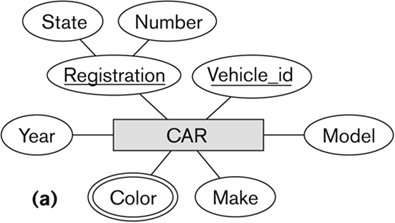 State
Number
Registration
Vehicle_id
Year
CAR
Model
(a)
Color
Make